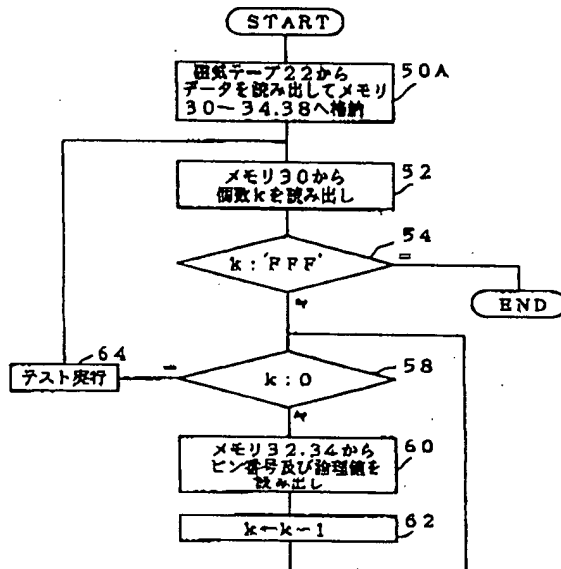 START
磁気テープ22から
データを読み出してメモリ
30～34.38へ格納
50A
メモリ30から
個数kを読み出し
52
k:'FFF'
54
=
≠
END
k:0
58
=
64
テスト実行
≠
メモリ32.34から
ピン番号及び論理値を
読み出し
60
k←k-1
62